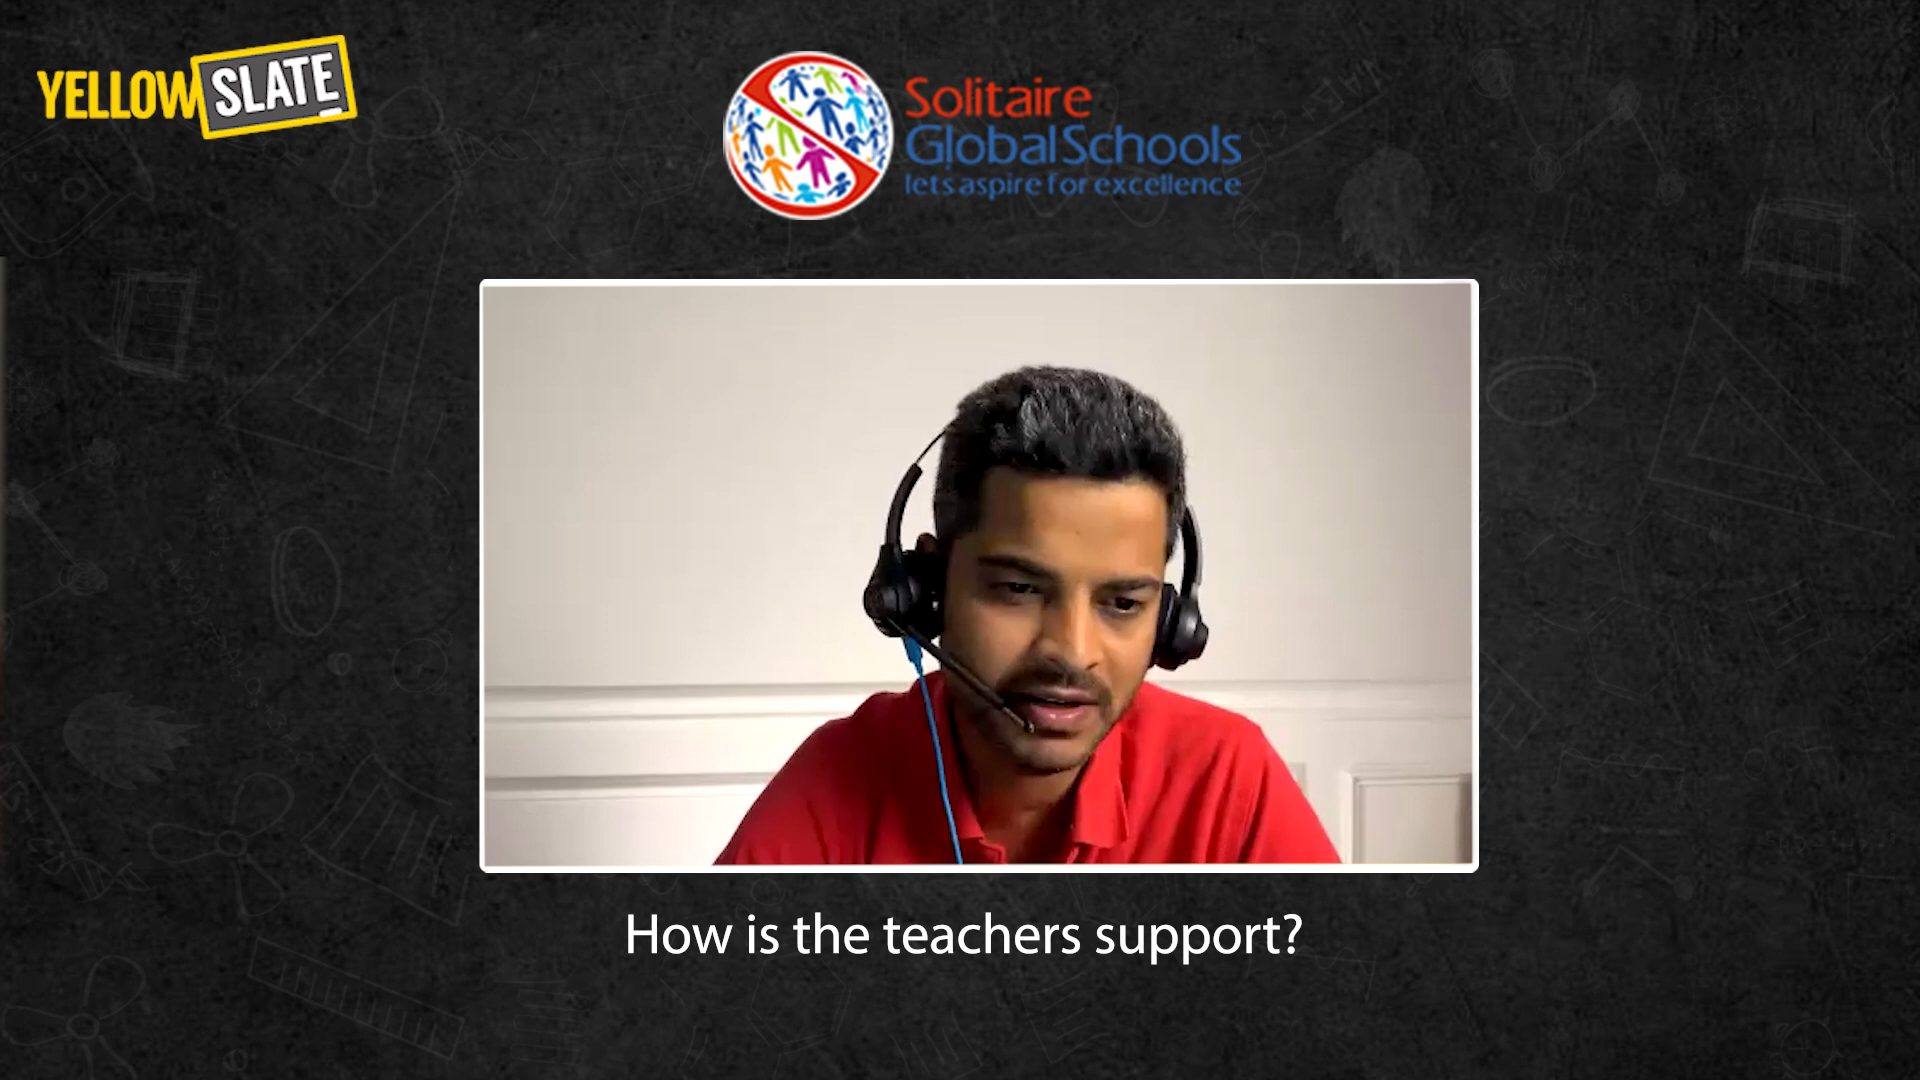 YELLOW SLATE
Solitaire
GlobalSchools
lets aspire for excellence
How is the teachers support?